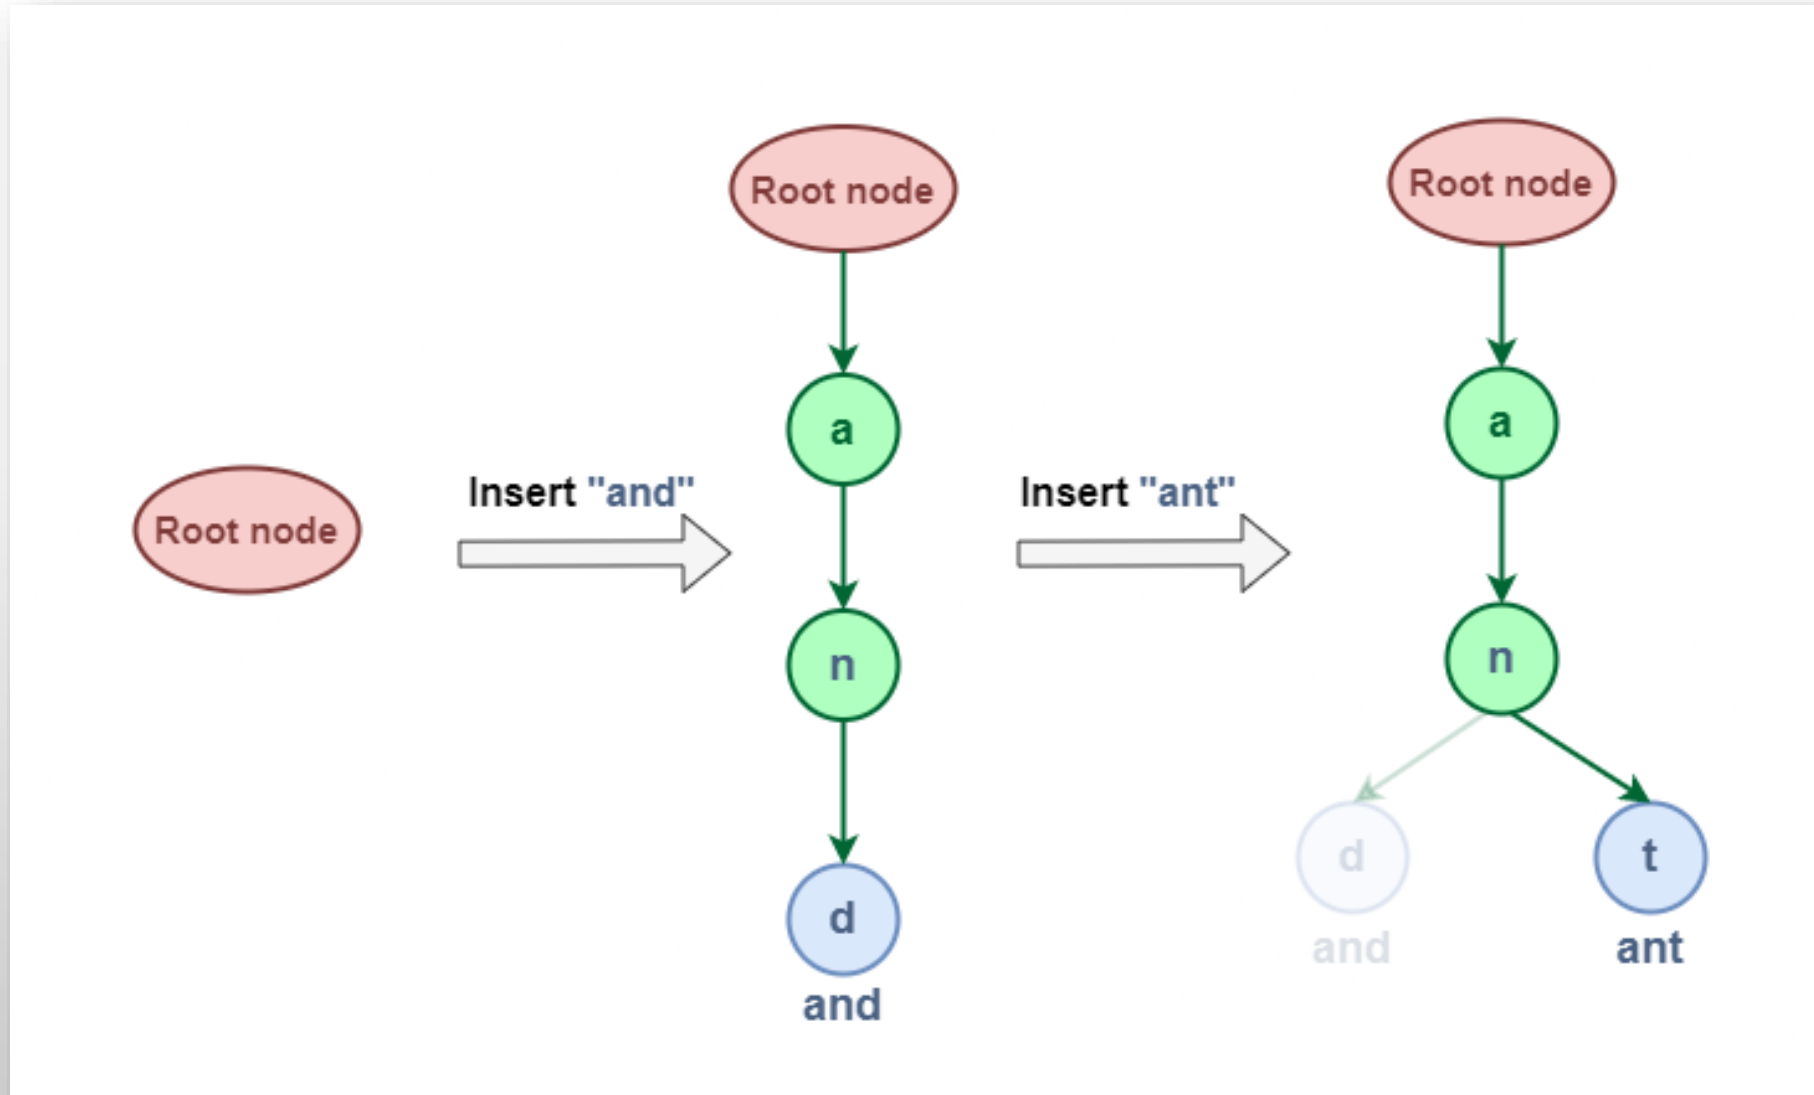 Root node
Insert "and"
Root node
a
n
d
and
Insert "ant"
Root node
a
n
d
t
and
ant